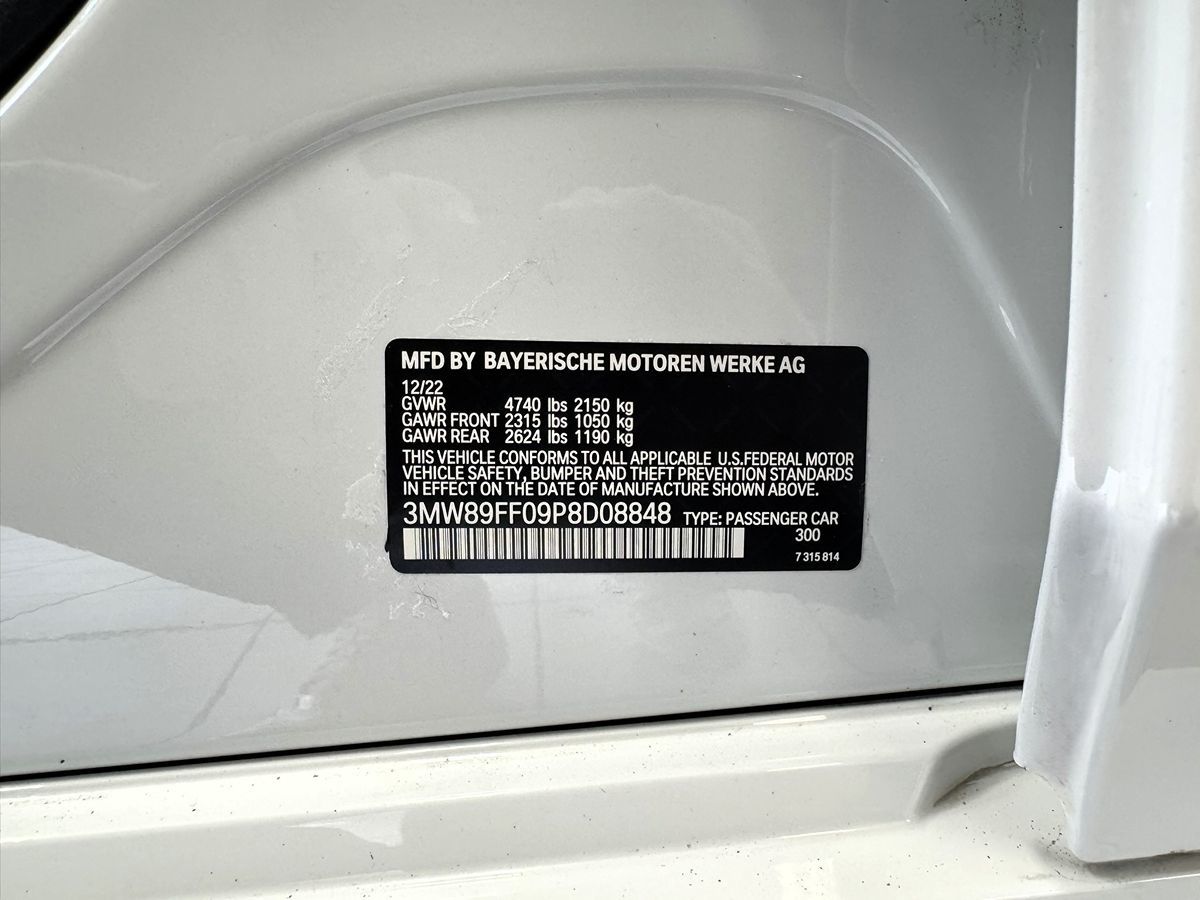 MFD BY BAYERISCHE MOTOREN WERKE AG
12/22
GVWR 4740 lbs 2150 kg
GAWR FRONT 2315 lbs 1050 kg
GAWR REAR 2624 lbs 1190 kg
THIS VEHICLE CONFORMS TO ALL APPLICABLE U.S.FEDERAL MOTOR
VEHICLE SAFETY, BUMPER AND THEFT PREVENTION STANDARDS
IN EFFECT ON THE DATE OF MANUFACTURE SHOWN ABOVE.
3MW89FF09P8D08848 TYPE: PASSENGER CAR
300
7 315 814